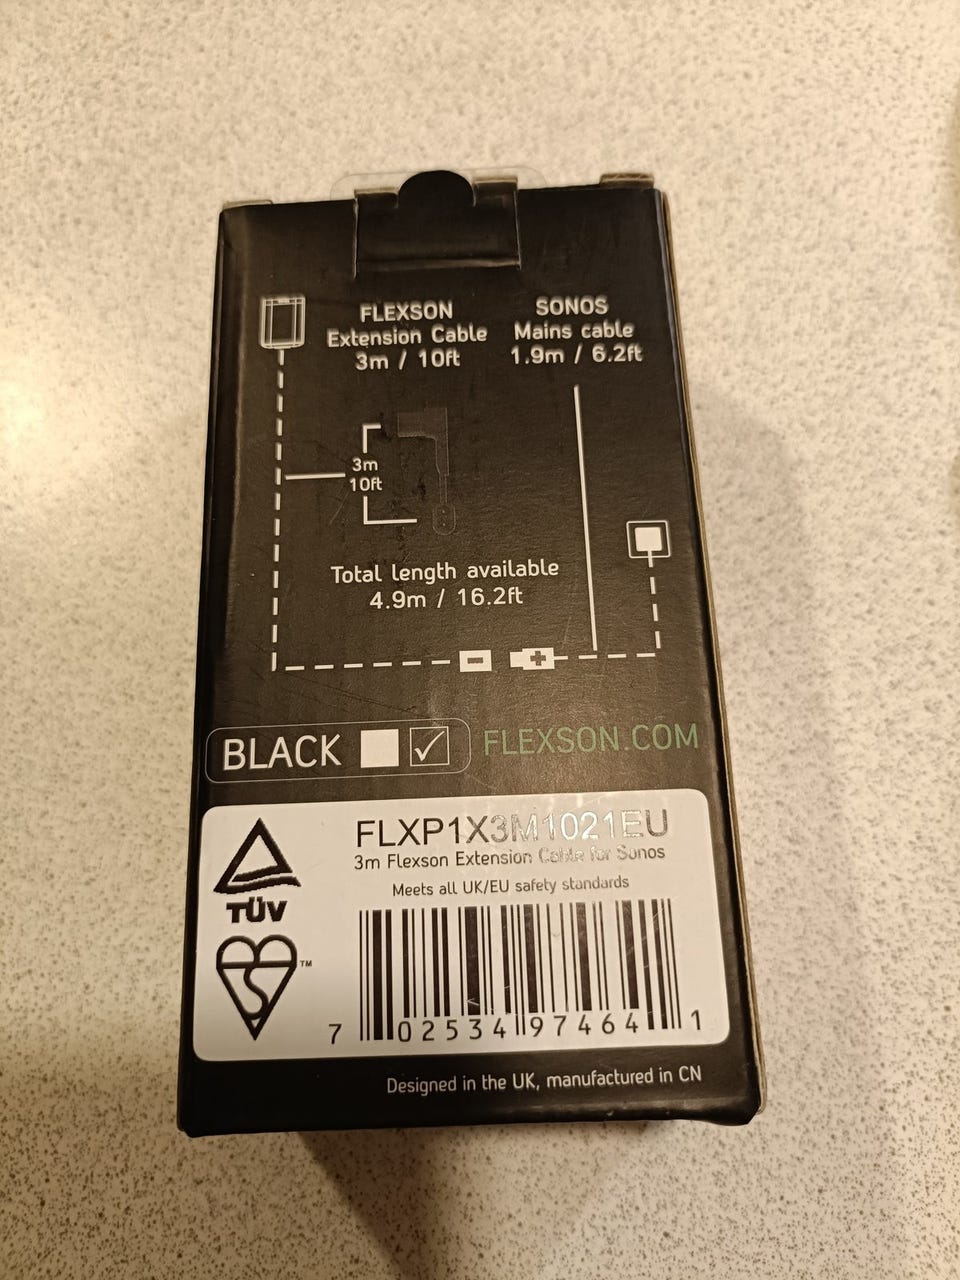 FLEXSON
Extension Cable
3m / 10ft
SONOS
Mains cable
1.9m / 6.2ft
3m
10ft
Total length available
4.9m / 16.2ft
BLACK
FLEXSON.COM
FLXP1X3M1021EU
3m Flexson Extension Cable for Sonos
Meets all UK/EU safety standards
TÜV
TM
7 02534 97464 1
Designed in the UK, manufactured in CN